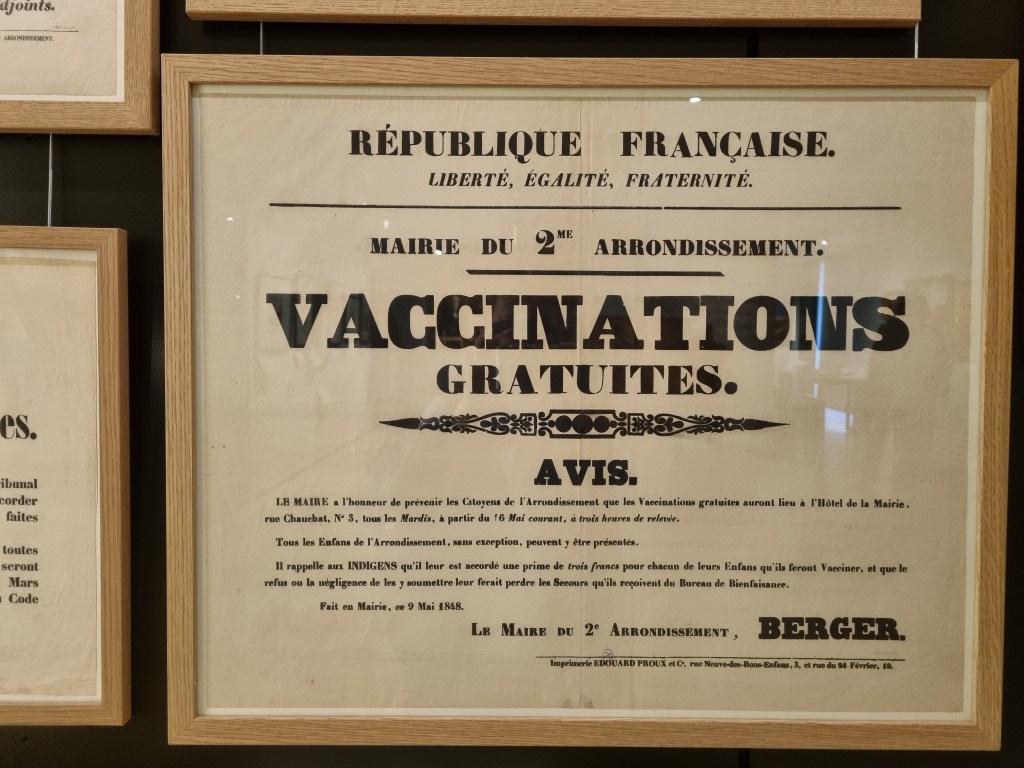 djoints.
ARRONDISSEMENT.
es.
ribunal
corder
faites
toutes
seront
Mars
Code
RÉPUBLIQUE FRANÇAISE.
LIBERTÉ, ÉGALITÉ, FRATERNITÉ.
MAIRIE DU 2ME ARRONDISSEMENT.
VACCINATIONS
GRATUITES.
AVIS.
LE MAIRE a l'honneur de prévenir les Citoyens de l'Arrondissement que les Vaccinations gratuites auront lieu à l'Hôtel de la Mairie,
rue Chauchat, N° 3, tous les Mardis, à partir du 16 Mai courant, à trois heures de relevée.
Tous les Enfans de l'Arrondissement, sans exception, peuvent y être présentés.
Il rappelle aux INDIGENS qu'il leur est accordé une prime de trois francs pour chacun de leurs Enfans qu'ils feront Vacciner, et que le
refus ou la négligence de les y soumettre leur ferait perdre les Secours qu'ils reçoivent du Bureau de Bienfaisance.
Fait en Mairie, ce 9 Mai 1848.
LE MAIRE DU 2e ARRONDISSEMENT, BERGER.
Imprimerie EDOUARD PROUX et Ce, rue Neuve-des-Bons-Enfans, 3, et rue du 24 Février, 18.